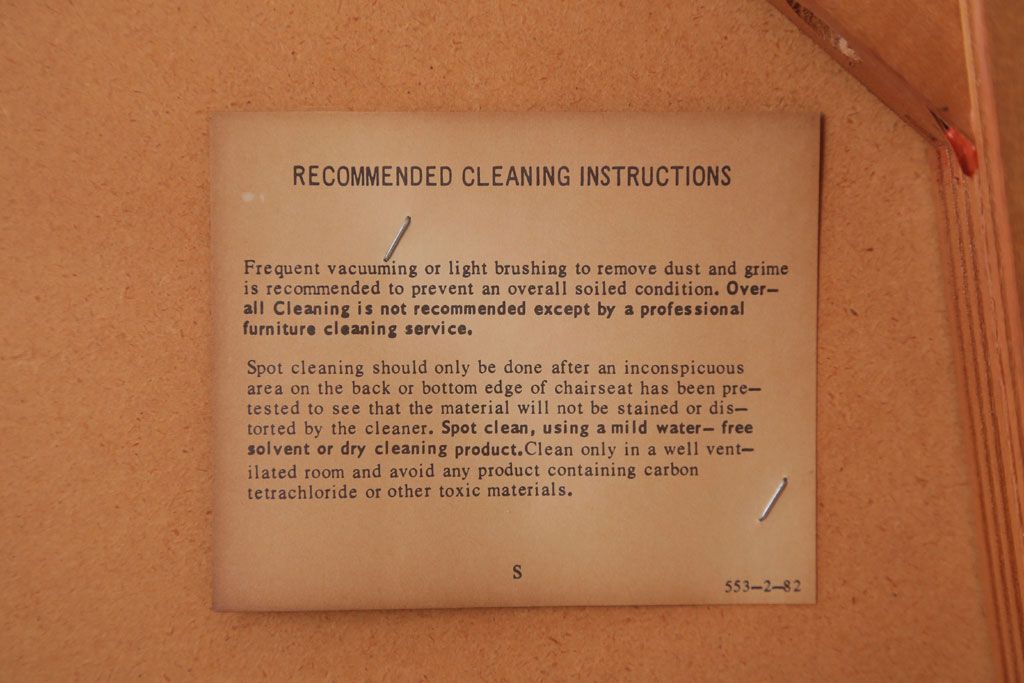 RECOMMENDED CLEANING INSTRUCTIONS
Frequent vacuuming or light brushing to remove dust and grime
is recommended to prevent an overall soiled condition. Over—
all Cleaning is not recommended except by a professional
furniture cleaning service.
Spot cleaning should only be done after an inconspicuous
area on the back or bottom edge of chairseat has been pre—
tested to see that the material will not be stained or dis—
torted by the cleaner. Spot clean, using a mild water— free
solvent or dry cleaning product.Clean only in a well vent—
ilated room and avoid any product containing carbon
tetrachloride or other toxic materials.
S
553—2—82